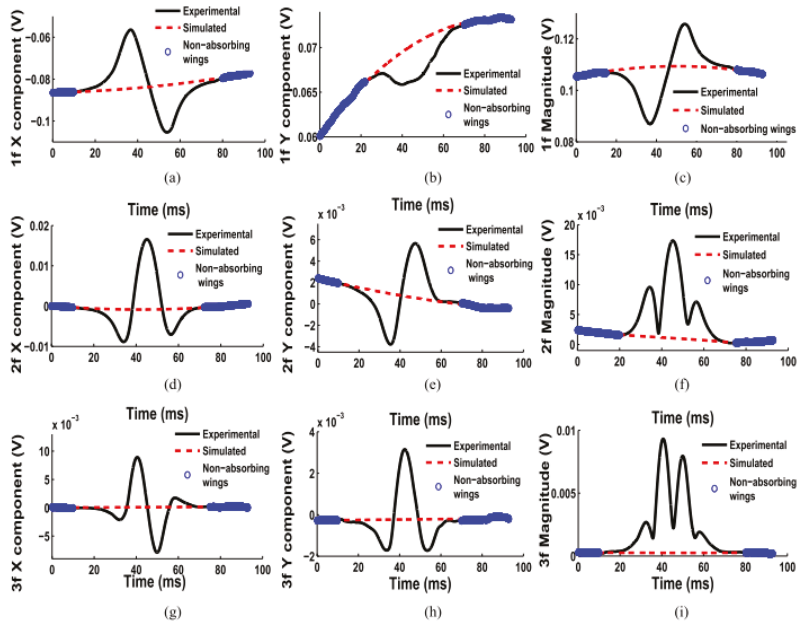 1f X component (V)
−0.06
−0.08
−0.1
0 20 40 60 80 100
Experimental
Simulated
Non−absorbing
wings
(a)
1f Y component (V)
0.07
0.06
0 20 40 60 80 100
Experimental
Simulated
Non−absorbing
wings
(b)
1f Magnitude (V)
0.12
0.1
0.08
0 20 40 60 80 100
Experimental
Simulated
Non−absorbing wings
(c)
Time (ms)
2f X component (V)
0.02
0.01
0
−0.01
0 20 40 60 80 100
Experimental
Simulated
Non−absorbing
wings
(d)
Time (ms)
x 10⁻³
2f Y component (V)
6
4
2
0
−2
−4
0 20 40 60 80 100
Experimental
Simulated
Non−absorbing
wings
(e)
Time (ms)
x 10⁻³
2f Magnitude (V)
20
15
10
5
0
0 20 40 60 80 100
Experimental
Simulated
Non−absorbing
wings
(f)
Time (ms)
x 10⁻³
3f X component (V)
10
5
0
−5
0 20 40 60 80 100
Time (ms)
Experimental
Simulated
Non−absorbing
wings
(g)
Time (ms)
x 10⁻³
3f Y component (V)
4
2
0
−2
0 20 40 60 80 100
Time (ms)
Experimental
Simulated
Non−absorbing
wings
(h)
Time (ms)
3f Magnitude (V)
0.01
0.005
0
0 20 40 60 80 100
Time (ms)
Experimental
Simulated
Non−absorbing
wings
(i)